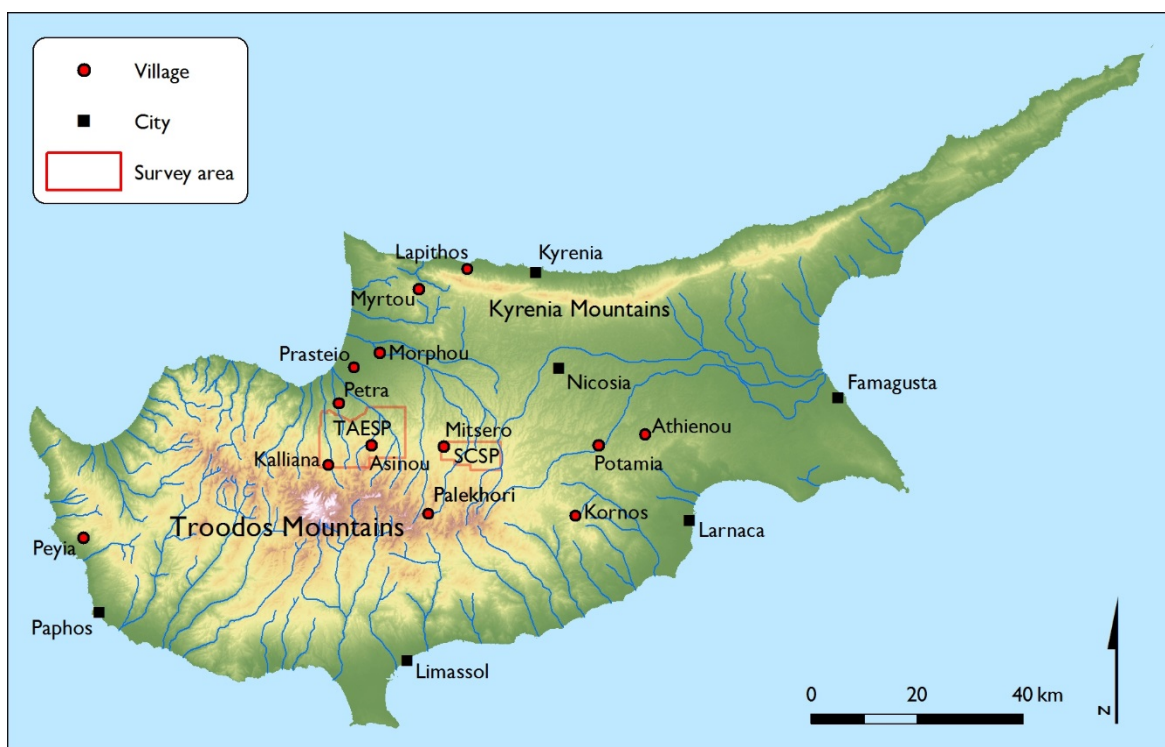 Village
City
Survey area
Lapithos
Kyrenia
Myrtou
Kyrenia Mountains
Prasteio
Morphou
Nicosia
Petra
Famagusta
TAESP
Mitsero
Athienou
SCSP
Kalliana
Asinou
Potamia
Palekhori
Kornos
Troodos Mountains
Larnaca
Peyia
Paphos
Limassol
0 20 40 km
N